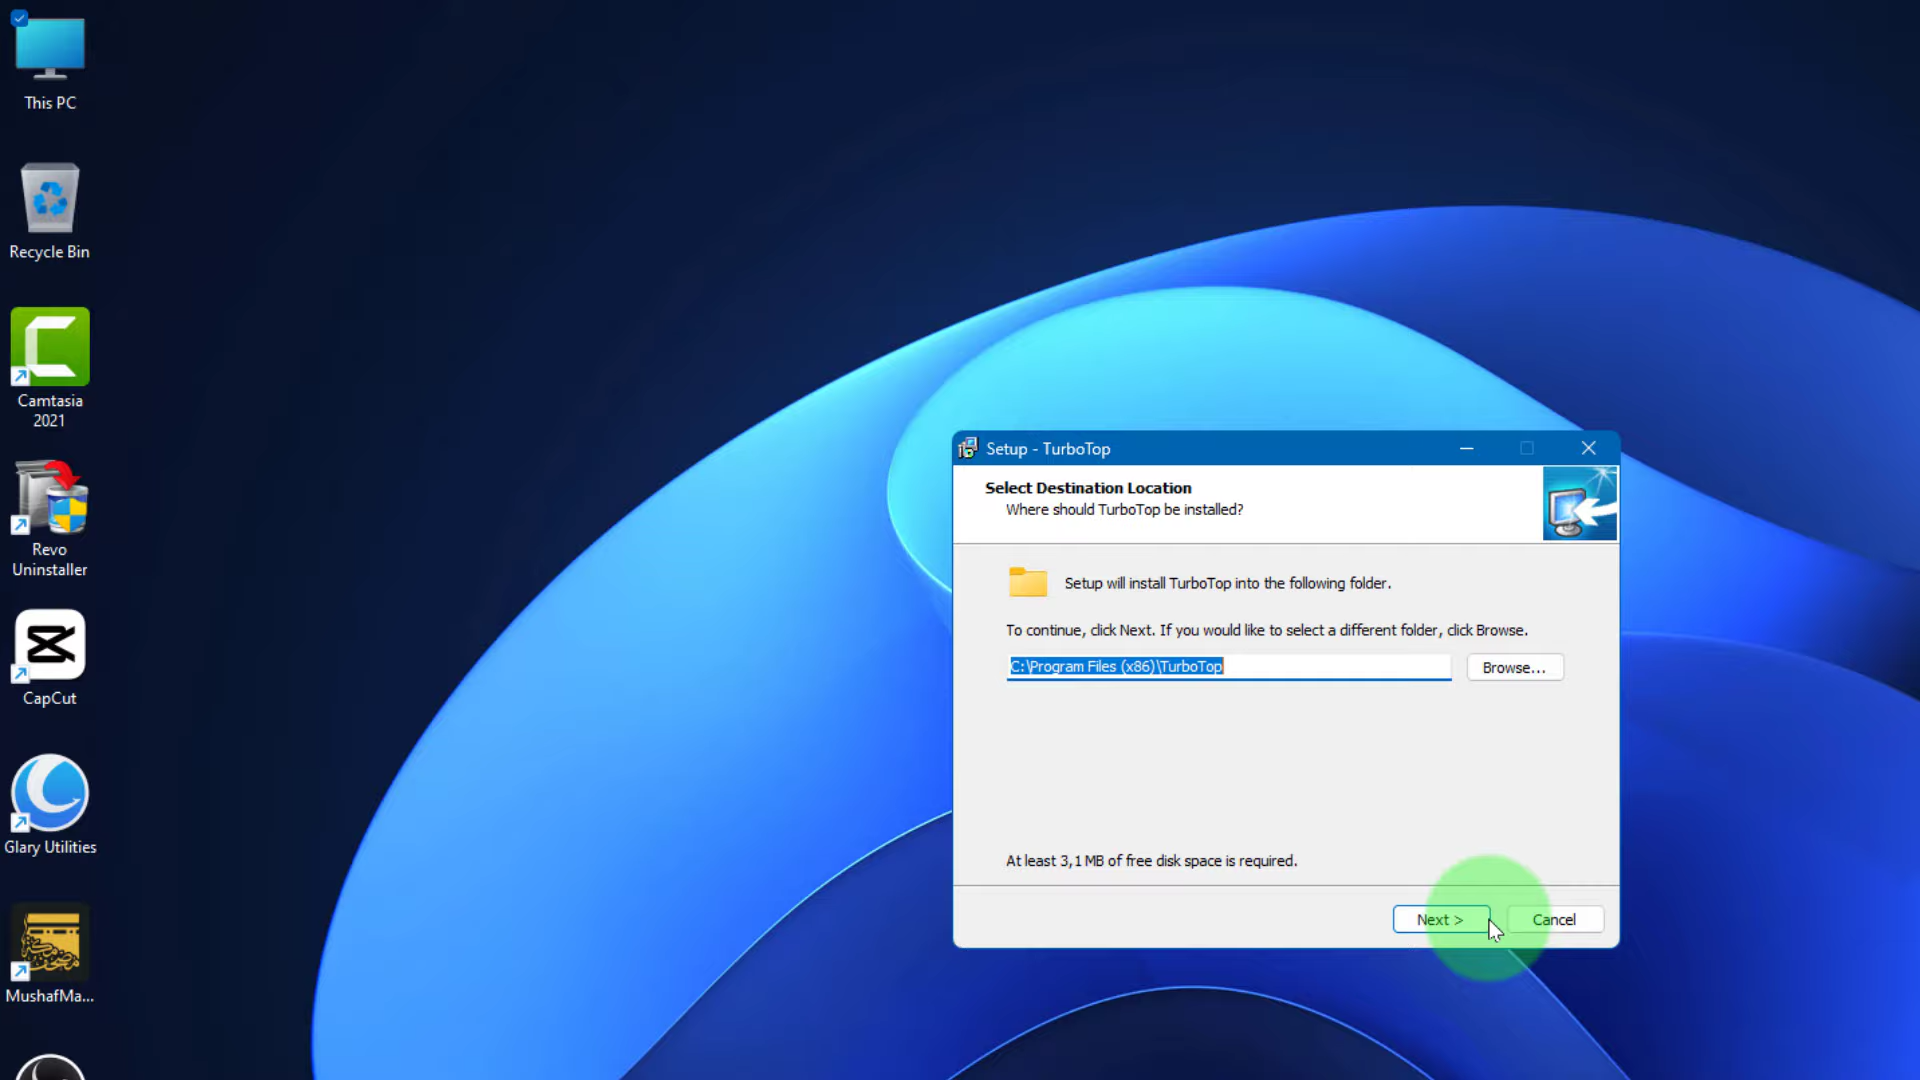 This PC
Recycle Bin
Camtasia
2021
Revo
Uninstaller
CapCut
Glary Utilities
MushafMa...
Setup - TurboTop
Select Destination Location
Where should TurboTop be installed?
Setup will install TurboTop into the following folder.
To continue, click Next. If you would like to select a different folder, click Browse.
C:\Program Files (x86)\TurboTop
Browse...
At least 3,1 MB of free disk space is required.
Next >
Cancel